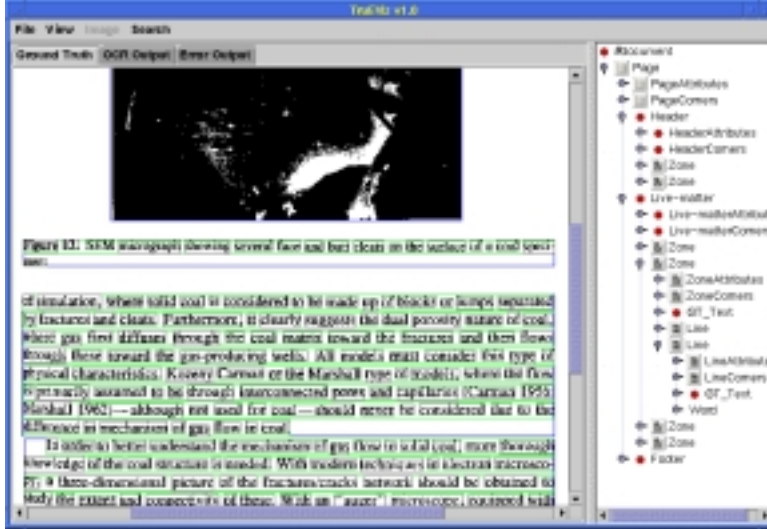 TrueViz v1.0
File View Image Search
Ground Truth OCR Output Error Output
Figure 12: SEM micrograph showing several face and butt cleats on the surface of a coal speci-
men.
of simulation, where solid coal is considered to be made up of blocks or lumps separated
by fractures and cleats. Furthermore, it clearly suggests the dual porosity nature of coal,
where gas first diffuses through the coal matrix toward the fractures and then flows
through these toward the gas-producing wells. All models must consider this type of
physical characteristics. Kozeny Carman or the Marshall type of models, where the flow
is primarily assumed to be through interconnected pores and capillaries (Carman 1956;
Marshall 1962)—although not used for coal—should never be considered due to the
difference in mechanism of gas flow in coal.
In order to better understand the mechanism of gas flow in solid coal, more thorough
knowledge of the coal structure is needed. With modern techniques in electron microsco-
py, a three-dimensional picture of the fractures/cracks network should be obtained to
study the extent and connectivity of these. With an "auger" microscope, equipped with
#document
Page
PageAttributes
PageCorners
Header
HeaderAttributes
HeaderCorners
Zone
Zone
Live-matter
Live-matterAttribut
Live-matterCorner
Zone
Zone
ZoneAttributes
ZoneCorners
GT_Text
Line
Line
LineAttribute
LineCorners
GT_Text
Word
Zone
Zone
Footer